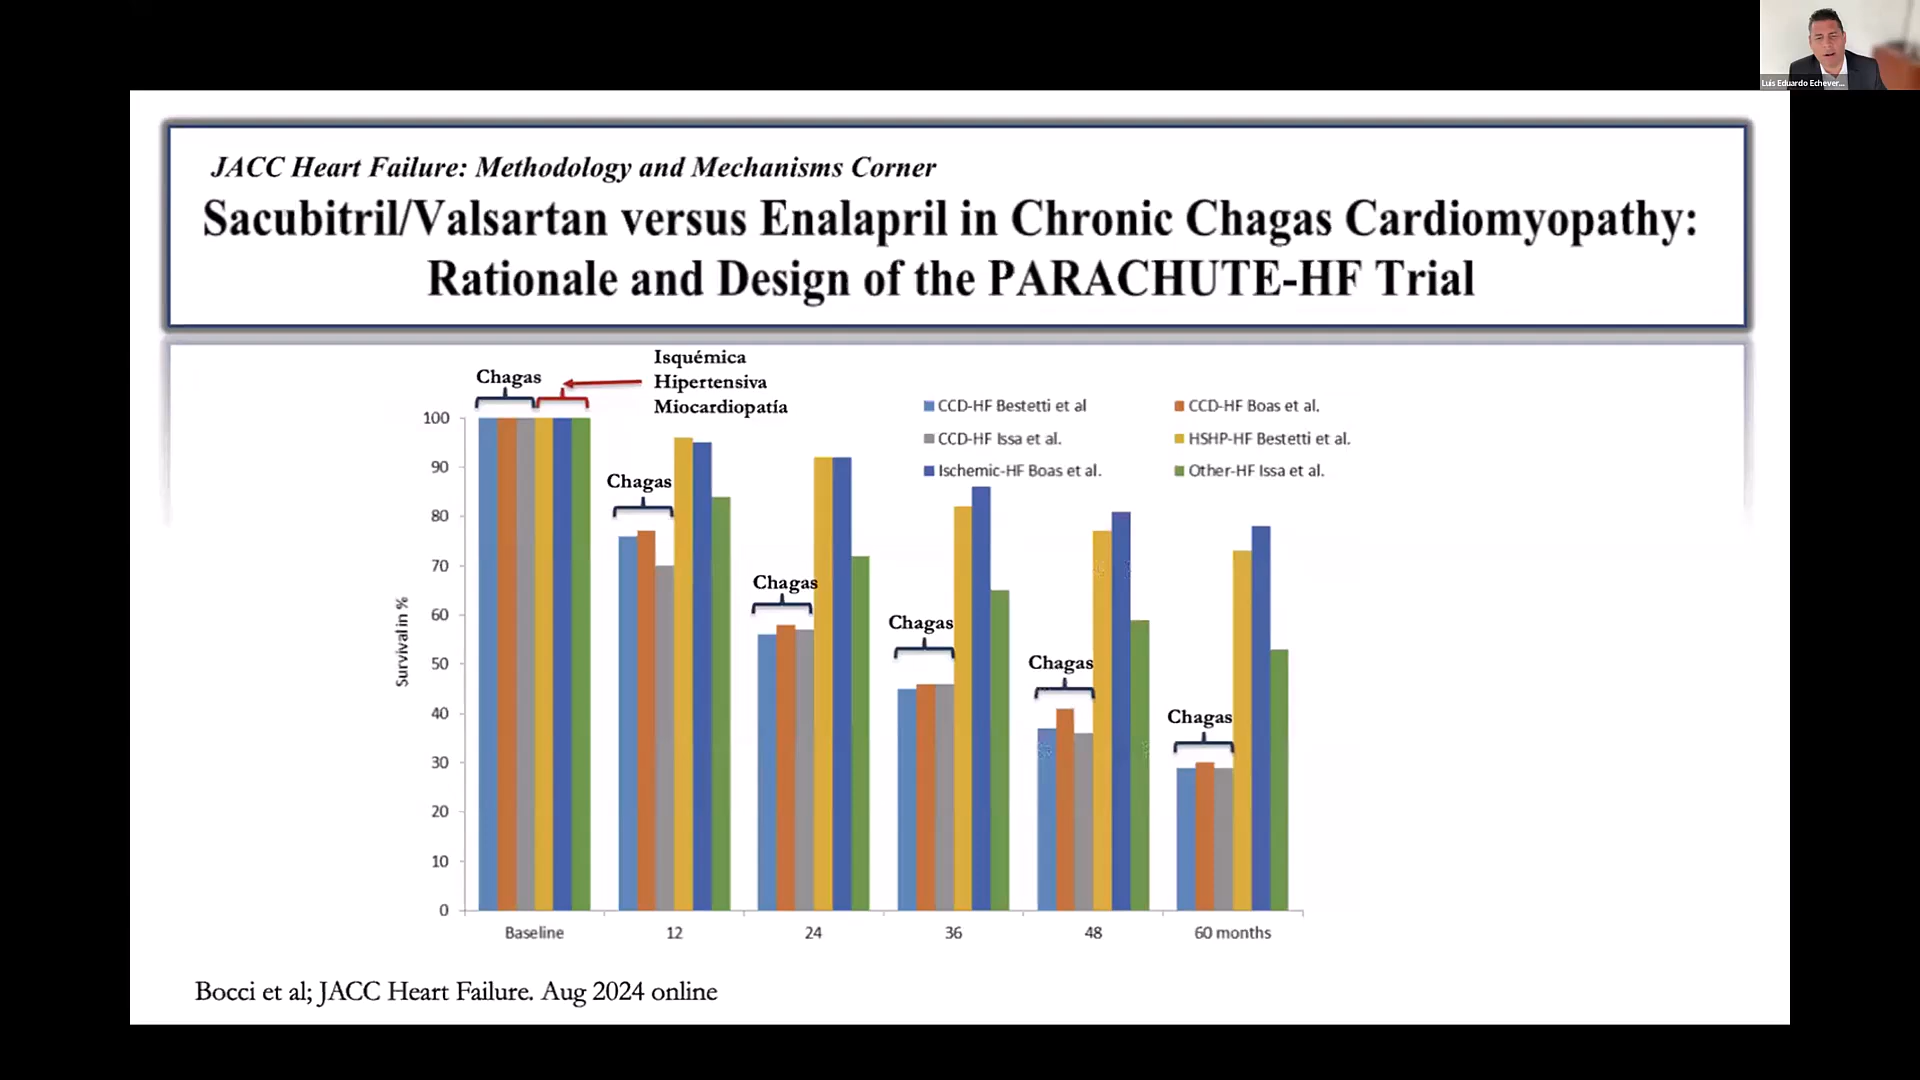 Luis Eduardo Echever...
JACC Heart Failure: Methodology and Mechanisms Corner
Sacubitril/Valsartan versus Enalapril in Chronic Chagas Cardiomyopathy:
Rationale and Design of the PARACHUTE-HF Trial
Isquémica
Hipertensiva
Miocardiopatía
Chagas
CCD-HF Bestetti et al
CCD-HF Boas et al.
CCD-HF Issa et al.
HSHP-HF Bestetti et al.
Ischemic-HF Boas et al.
Other-HF Issa et al.
Chagas
Chagas
Chagas
Chagas
Chagas
Survival in %
100
90
80
70
60
50
40
30
20
10
0
Baseline
12
24
36
48
60 months
Bocci et al; JACC Heart Failure. Aug 2024 online